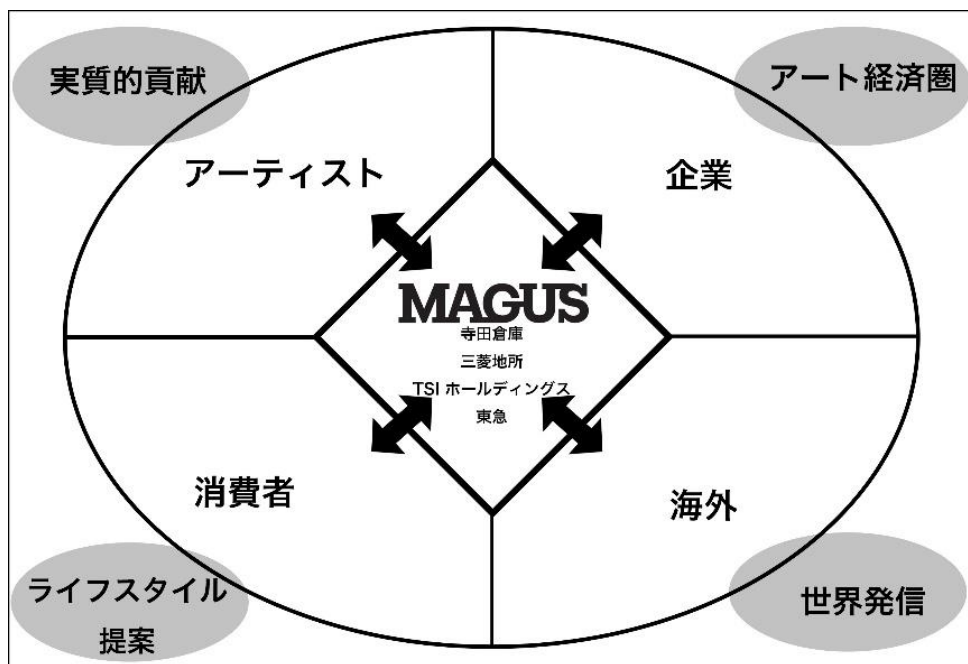 実質的貢献
アート経済圏
アーティスト
企業
MAGUS
寺田倉庫
三菱地所
TSI ホールディングス
東急
消費者
海外
ライフスタイル
提案
世界発信